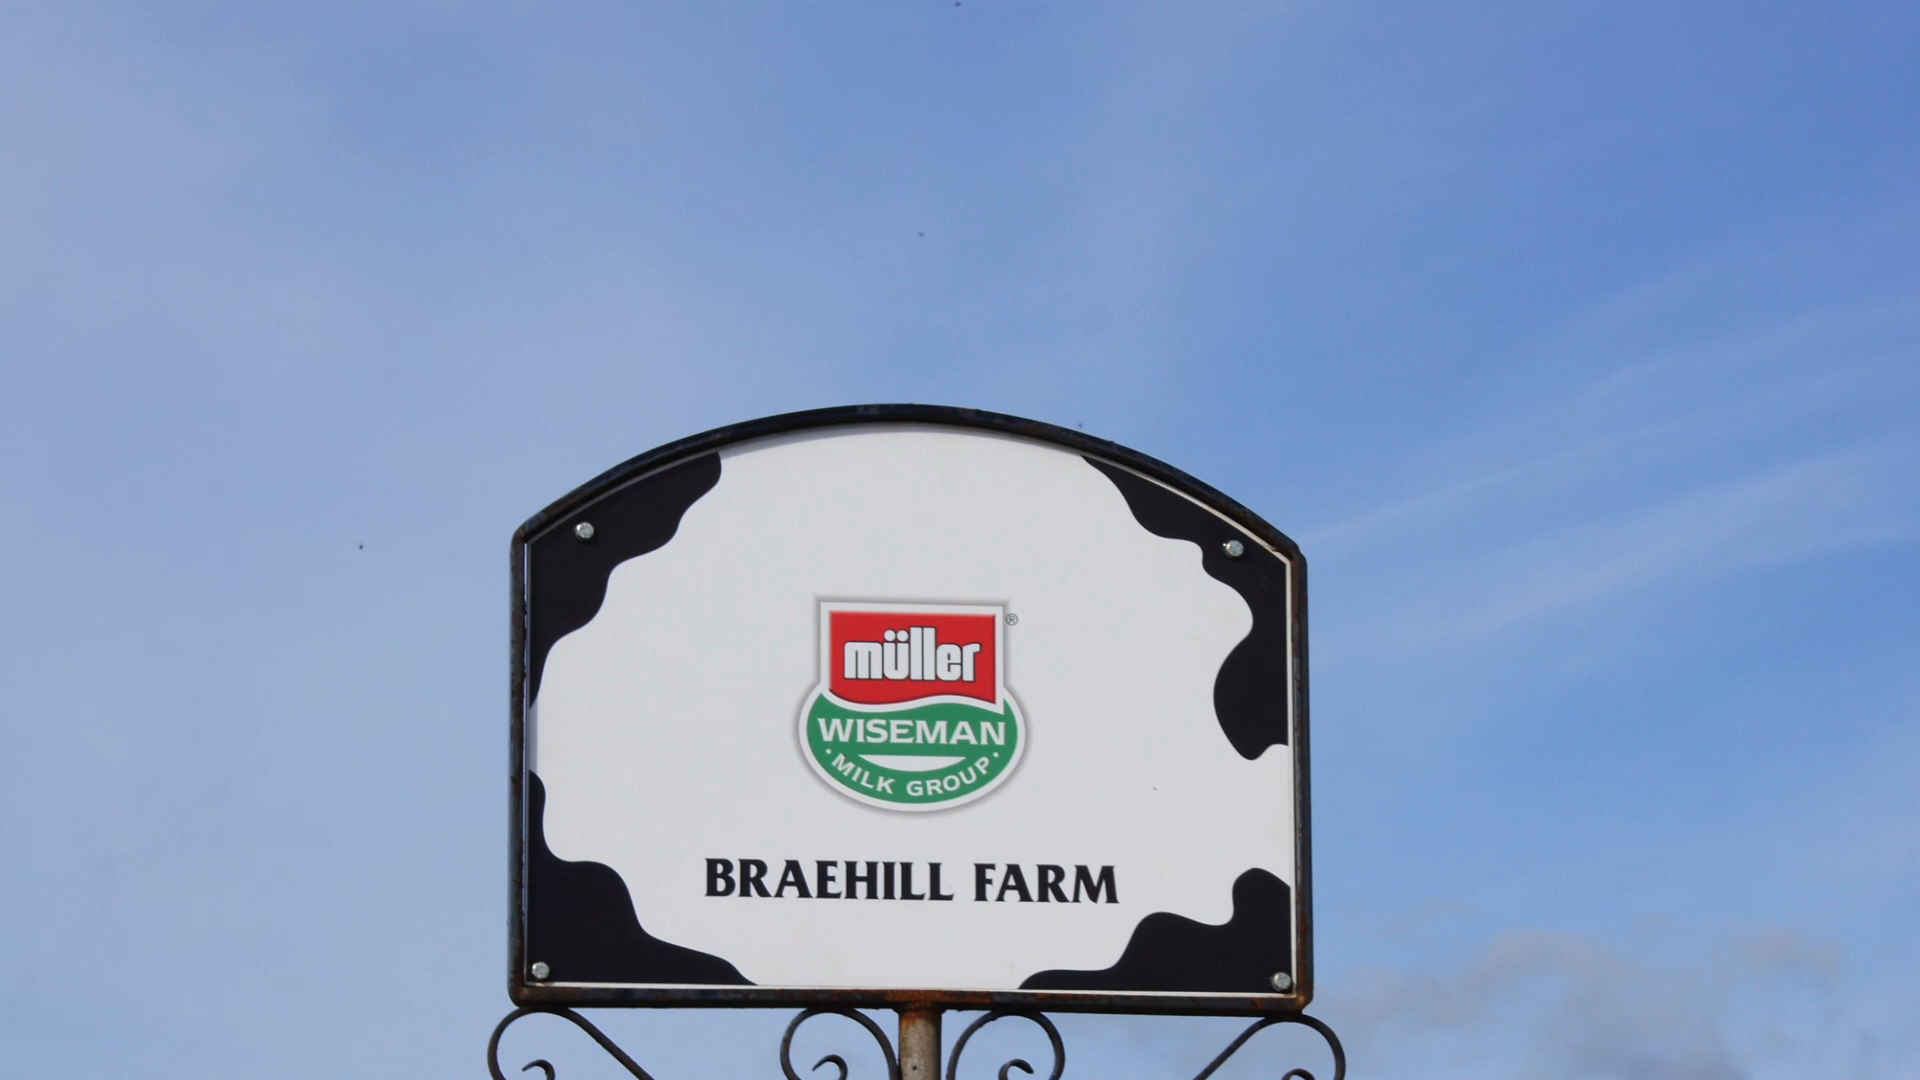 müller
®
WISEMAN
· MILK GROUP ·
BRAEHILL FARM